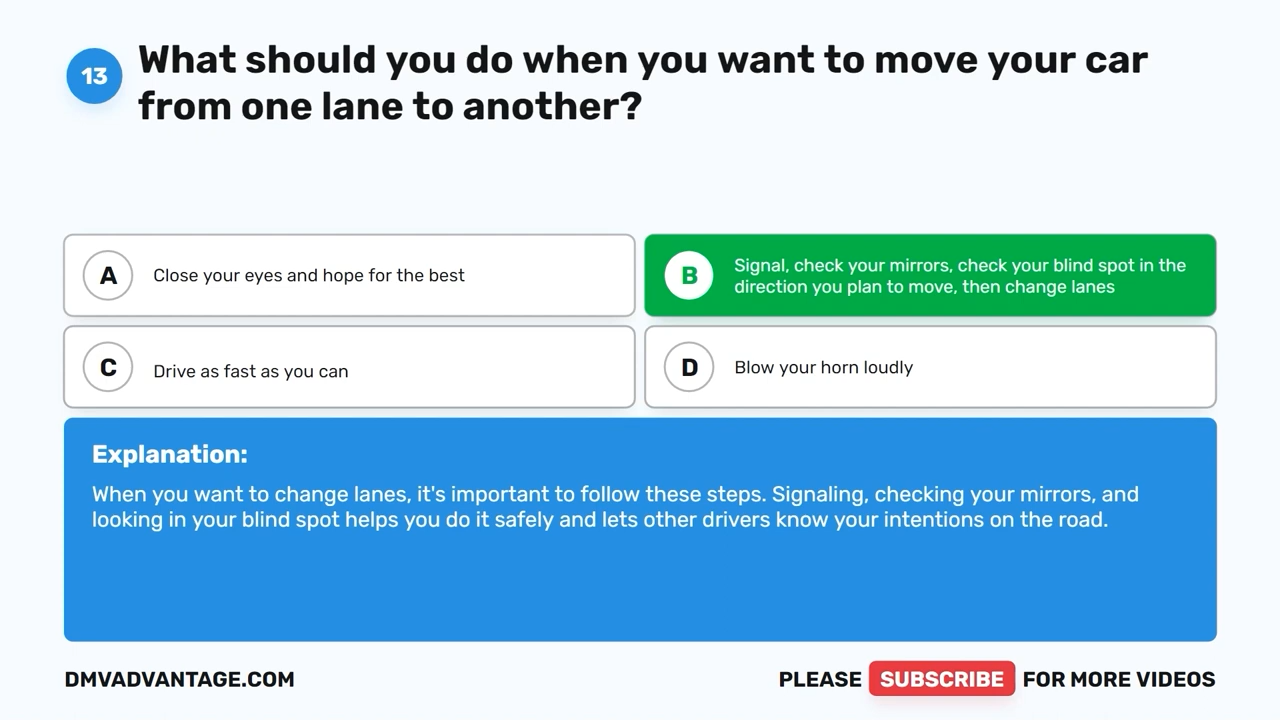 13
What should you do when you want to move your car
from one lane to another?
A
Close your eyes and hope for the best
B
Signal, check your mirrors, check your blind spot in the
direction you plan to move, then change lanes
C
Drive as fast as you can
D
Blow your horn loudly
Explanation:
When you want to change lanes, it's important to follow these steps. Signaling, checking your mirrors, and
looking in your blind spot helps you do it safely and lets other drivers know your intentions on the road.
DMVADVANTAGE.COM
PLEASE SUBSCRIBE FOR MORE VIDEOS